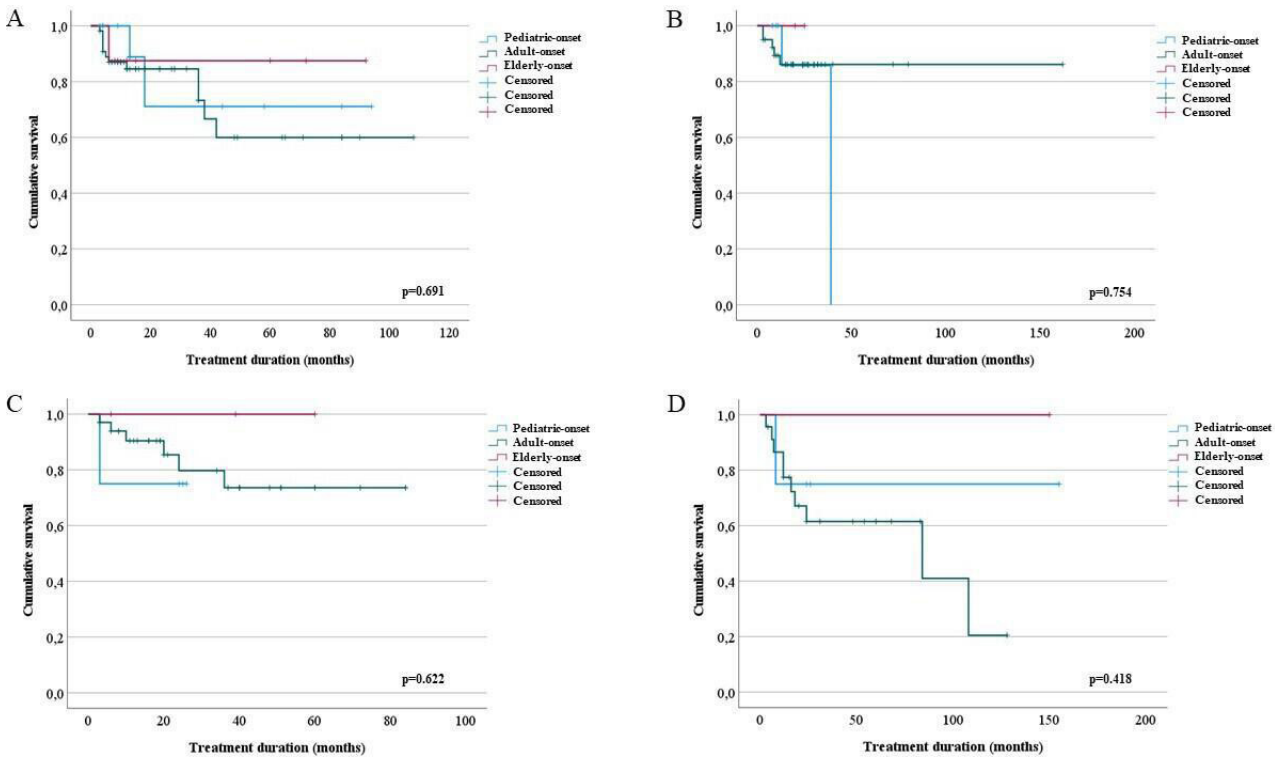 A
Cumulative survival
1,0
0,8
0,6
0,4
0,2
0,0
0 20 40 60 80 100 120
Treatment duration (months)
p=0.691
Pediatric-onset
Adult-onset
Elderly-onset
Censored
Censored
Censored
B
Cumulative survival
1,0
0,8
0,6
0,4
0,2
0,0
0 50 100 150 200
Treatment duration (months)
p=0.754
Pediatric-onset
Adult-onset
Elderly-onset
Censored
Censored
Censored
C
Cumulative survival
1,0
0,8
0,6
0,4
0,2
0,0
0 20 40 60 80 100
Treatment duration (months)
p=0.622
Pediatric-onset
Adult-onset
Elderly-onset
Censored
Censored
Censored
D
Cumulative survival
1,0
0,8
0,6
0,4
0,2
0,0
0 50 100 150 200
Treatment duration (months)
p=0.418
Pediatric-onset
Adult-onset
Elderly-onset
Censored
Censored
Censored